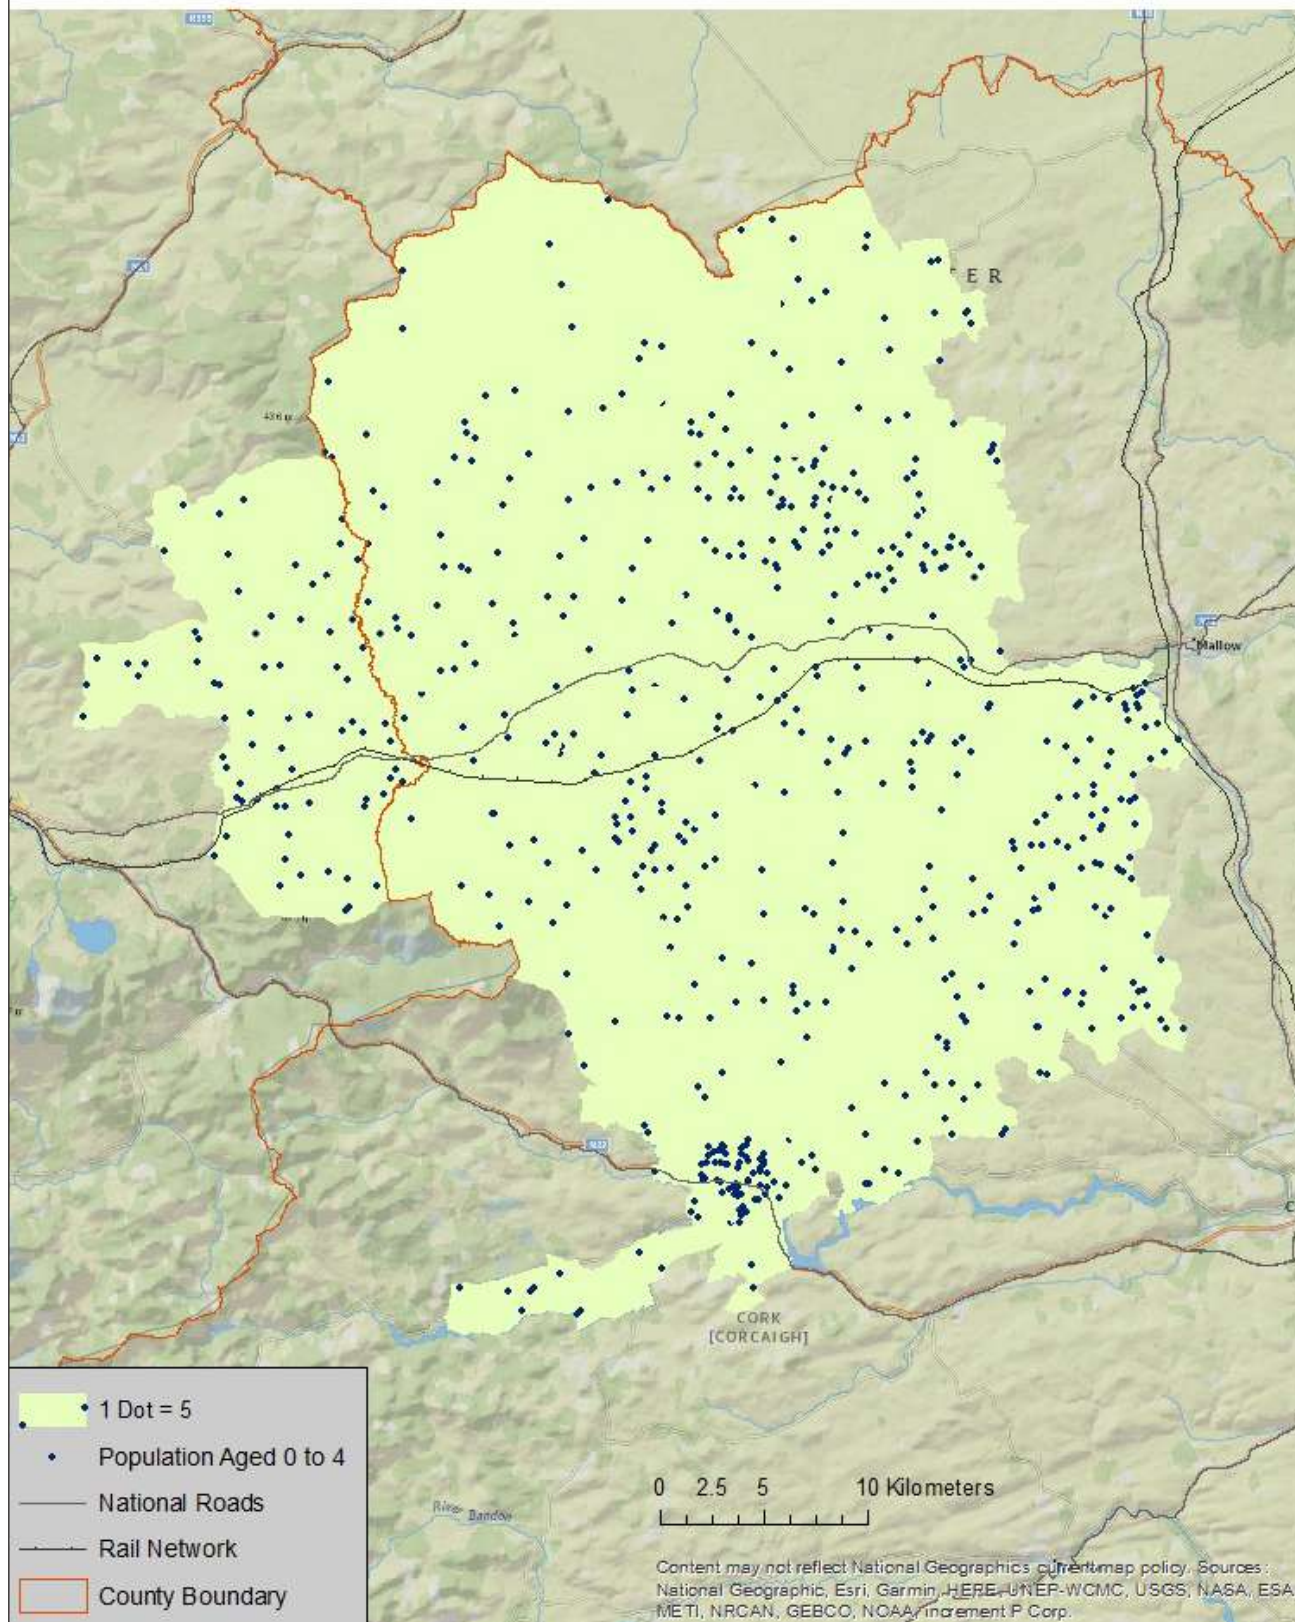 E R
Mallow
N22
CORK
[CORCAIGH]
1 Dot = 5
Population Aged 0 to 4
National Roads
Rail Network
County Boundary
River Bandon
0 2.5 5 10 Kilometers
Content may not reflect National Geographics current map policy. Sources:
National Geographic, Esri, Garmin, HERE, UNEP-WCMC, USGS, NASA, ESA
METI, NRCAN, GEBCO, NOAA, increment P Corp.